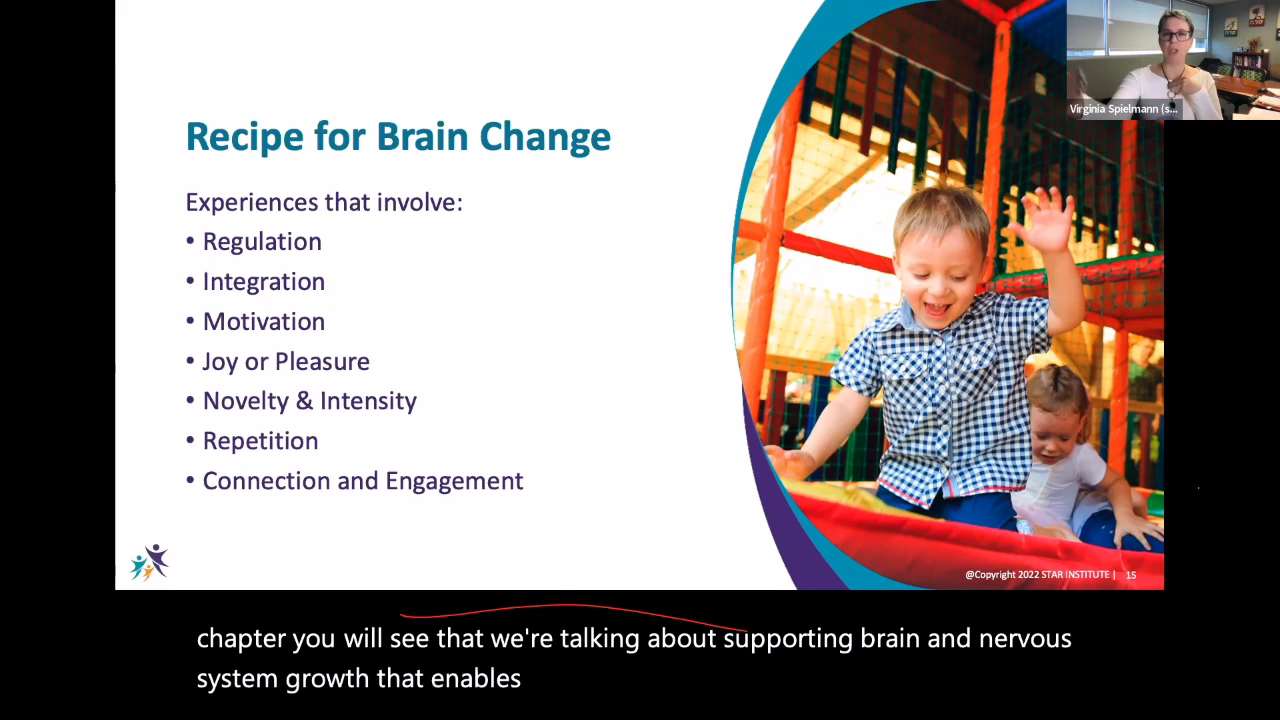 Recipe for Brain Change
Experiences that involve:
• Regulation
• Integration
• Motivation
• Joy or Pleasure
• Novelty & Intensity
• Repetition
• Connection and Engagement
Virginia Spielmann (s...
@Copyright 2022 STAR INSTITUTE | 15
chapter you will see that we're talking about supporting brain and nervous
system growth that enables